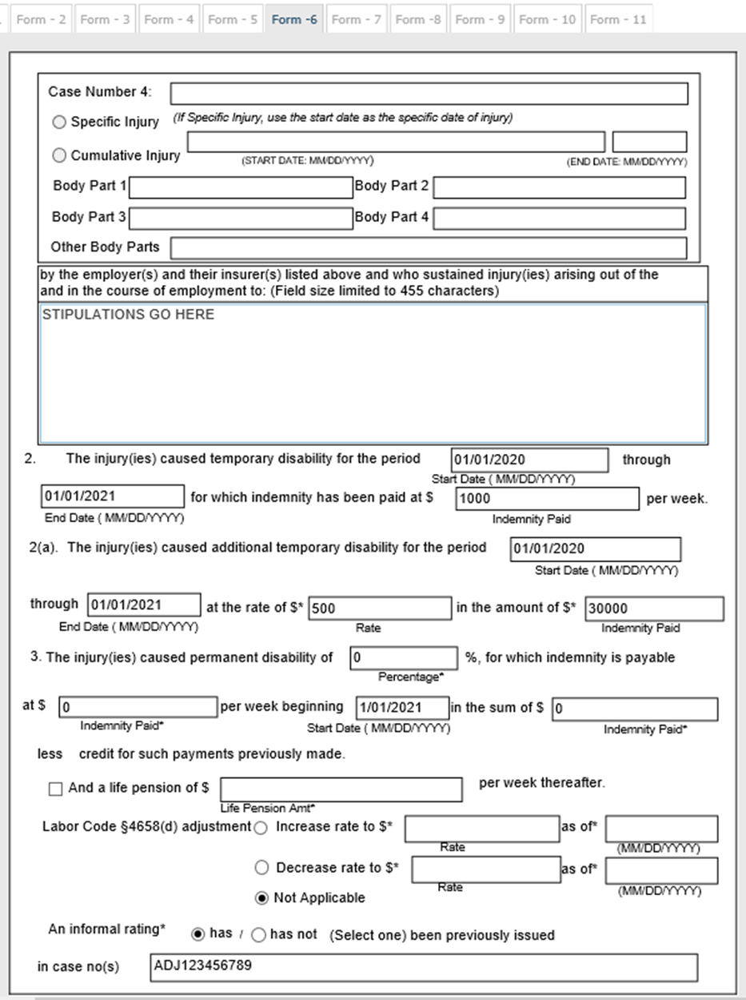 Form - 2 Form - 3 Form - 4 Form - 5 Form -6 Form - 7 Form -8 Form - 9 Form - 10 Form - 11
Case Number 4:
Specific Injury (If Specific Injury, use the start date as the specific date of injury)
Cumulative Injury
(START DATE: MM/DD/YYYY) (END DATE: MM/DD/YYYY)
Body Part 1 Body Part 2
Body Part 3 Body Part 4
Other Body Parts
by the employer(s) and their insurer(s) listed above and who sustained injury(ies) arising out of the
and in the course of employment to: (Field size limited to 455 characters)
STIPULATIONS GO HERE
2. The injury(ies) caused temporary disability for the period 01/01/2020 through
Start Date ( MM/DD/YYYY)
01/01/2021 for which indemnity has been paid at $ 1000 per week.
End Date ( MM/DD/YYYY) Indemnity Paid
2(a). The injury(ies) caused additional temporary disability for the period 01/01/2020
Start Date ( MM/DD/YYYY)
through 01/01/2021 at the rate of $* 500 in the amount of $* 30000
End Date ( MM/DD/YYYY) Rate Indemnity Paid
3. The injury(ies) caused permanent disability of 0 %, for which indemnity is payable
Percentage*
at $ 0 per week beginning 1/01/2021 in the sum of $ 0
Indemnity Paid* Start Date ( MM/DD/YYYY) Indemnity Paid*
less credit for such payments previously made.
And a life pension of $ per week thereafter.
Life Pension Amt*
Labor Code §4658(d) adjustment Increase rate to $* as of*
Rate (MM/DD/YYYY)
Decrease rate to $* as of*
Rate (MM/DD/YYYY)
Not Applicable
An informal rating* has / has not (Select one) been previously issued
in case no(s) ADJ123456789